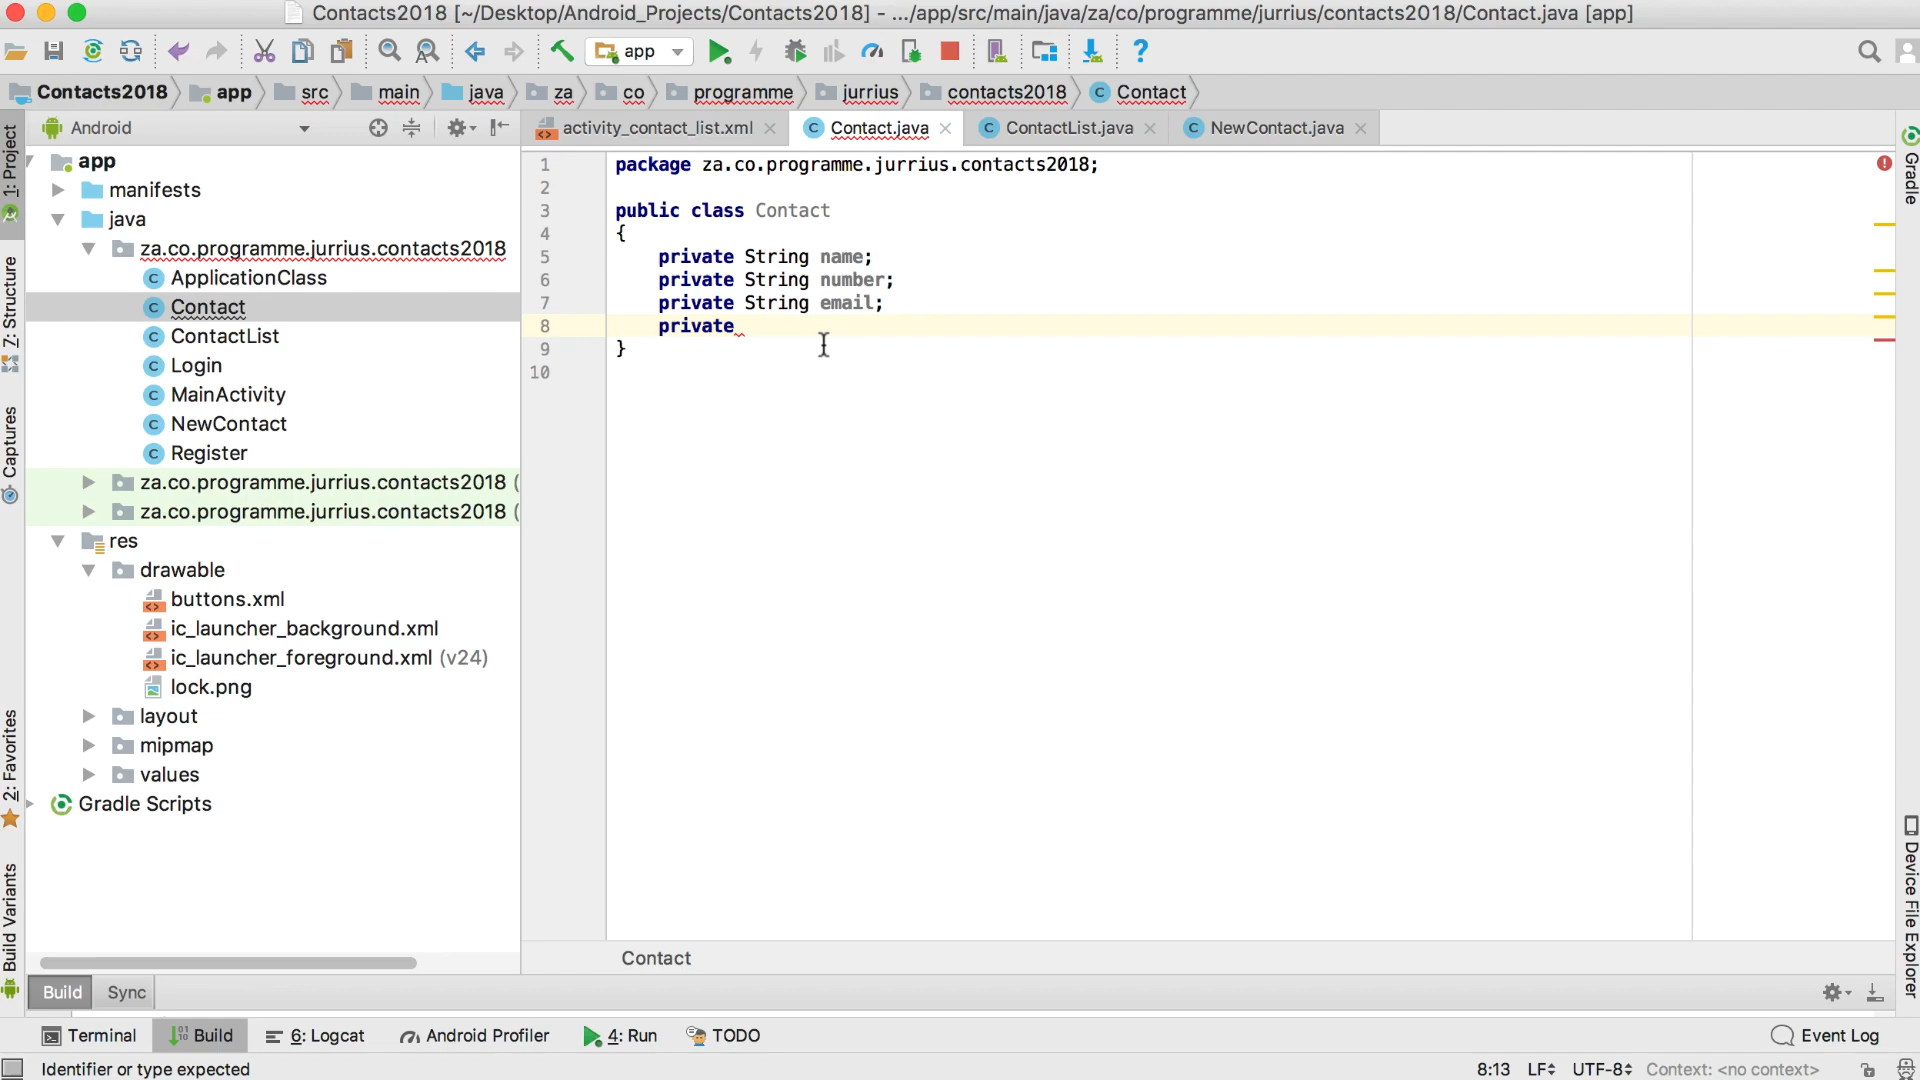 Contacts2018 [~/Desktop/Android_Projects/Contacts2018] - .../app/src/main/java/za/co/programme/jurrius/contacts2018/Contact.java [app]
app
Contacts2018 app src main java za co programme jurrius contacts2018 Contact
Android
activity_contact_list.xml Contact.java ContactList.java NewContact.java
app
manifests
java
za.co.programme.jurrius.contacts2018
ApplicationClass
Contact
ContactList
Login
MainActivity
NewContact
Register
za.co.programme.jurrius.contacts2018 (
za.co.programme.jurrius.contacts2018 (
res
drawable
buttons.xml
ic_launcher_background.xml
ic_launcher_foreground.xml (v24)
lock.png
layout
mipmap
values
Gradle Scripts
1 package za.co.programme.jurrius.contacts2018;
2
3 public class Contact
4 {
5 private String name;
6 private String number;
7 private String email;
8 private
9 }
10
Contact
1: Project
7: Structure
Captures
2: Favorites
Build Variants
Gradle
Device File Explorer
Build Sync
Terminal Build 6: Logcat Android Profiler 4: Run TODO Event Log
Identifier or type expected 8:13 LF UTF-8 Context: <no context>